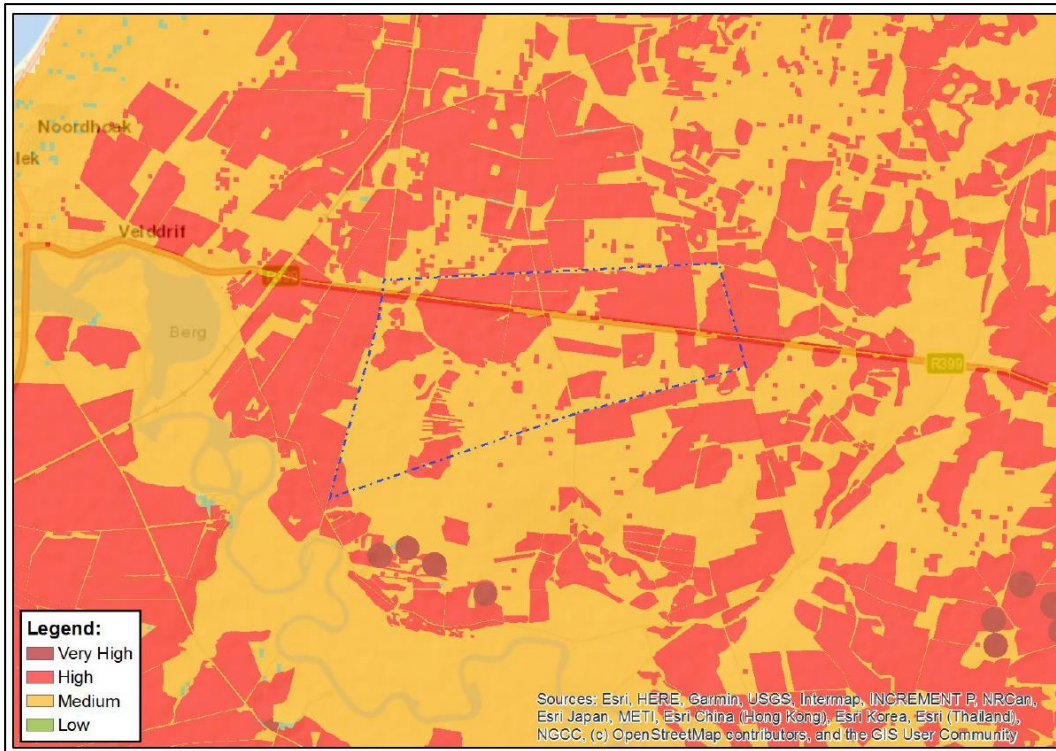 Noordhoek
lek
Velddrif
R399
Berg
R399
Legend:
Very High
High
Medium
Low
Sources: Esri, HERE, Garmin, USGS, Intermap, INCREMENT P, NRCan,
Esri Japan, METI, Esri China (Hong Kong), Esri Korea, Esri (Thailand),
NGCC, (c) OpenStreetMap contributors, and the GIS User Community